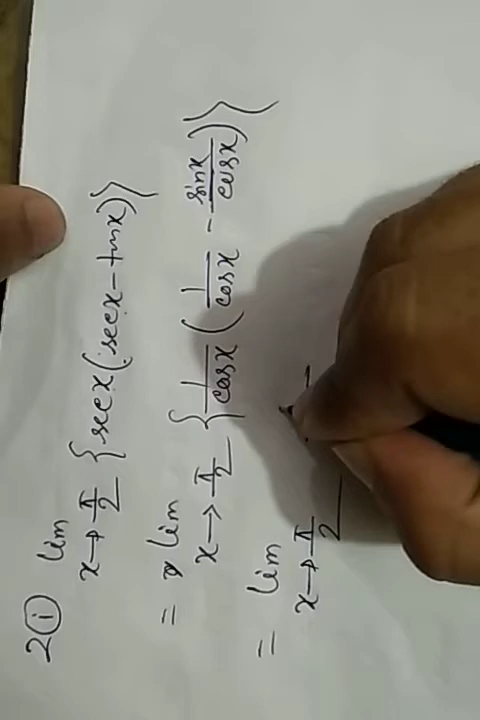 2(i) lim x→π/2 {secx(secx-tanx)}
= lim x→π/2 {1/cosx (1/cosx - sinx/cosx)}
= lim x→π/2